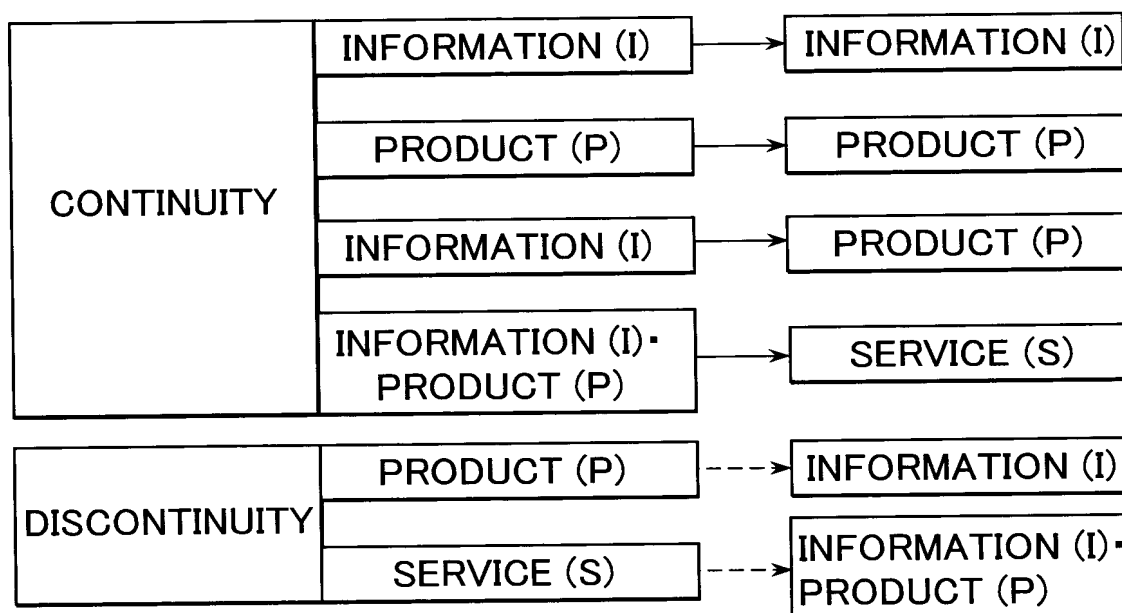 INFORMATION (I)
INFORMATION (I)
PRODUCT (P)
PRODUCT (P)
CONTINUITY
INFORMATION (I)
PRODUCT (P)
INFORMATION (I)▪
PRODUCT (P)
SERVICE (S)
PRODUCT (P)
INFORMATION (I)
DISCONTINUITY
SERVICE (S)
INFORMATION (I)▪
PRODUCT (P)